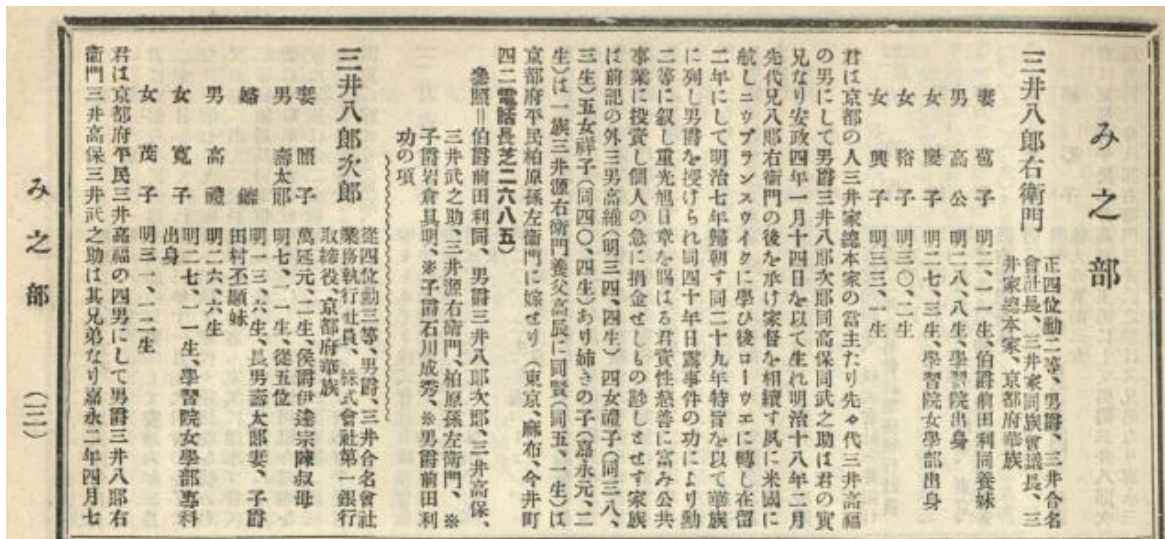 み之部
三井八郎右衛門
正四位勳二等、男爵、三井合名
會社長、三井家同族會議長、三
井家總本家、京都府華族
妻 苞子 明二、一一生、伯爵前田利同養妹
男 高公 明二八、八生、學習院出身
女 慶子 明二七、三生、學習院女學部出身
女 裕子 明三〇、二生
女 興子 明三三、一生
君は京都の人三井家總本家の當主たり先々代三井高福
の男にして男爵三井八郎次郎同高保同武之助は君の實
兄なり安政四年一月十四日を以て生れ明治十八年二月
先代兄八郎右衛門の後を承け家督を相續す夙に米國に
航しニウブランスウイクに學び後ローウエに轉し在留
二年にして明治七年歸朝す同二十九年特旨を以て華族
に列し男爵を授けられ同四十年日露事件の功により勳
二等に叙し重光旭日章を賜はる君資性慈善に富み公共
事業に投資し個人の急に捐金せしもの尠しとせず家族
は前記の外三男高維(明三四、四生)四女禮子(同三八、
三生)五女祥子(同四〇、四生)あり姉きの子(嘉永元、二
生)は一族三井源右衛門養父高辰に同賢(同五、一生)は
京都府平民柏原孫左衛門に嫁せり(東京、麻布、今井町
四二電話長芝二六八五)
參照=伯爵前田利同、男爵三井八郎次郎、三井高保、
三井武之助、三井源右衛門、柏原孫左衛門、※
子爵岩倉具明、※子爵石川成秀、※男爵前田利
功の項
三井八郎次郎
從四位勳三等、男爵、三井合名會社
業務執行社員、株式會社第一銀行
取締役、京都府華族
妻 照子 萬延元、二生、侯爵伊達宗陳叔母
男 壽太郎 明七、一一生、從五位
婦 明一三、六生、長男壽太郎妻、子爵
田村丕顯妹
男 高禮 明二六、六生
女 寛子 明二七、一一生、學習院女學部專科
出身
女 茂子 明三一、一二生
君は京都府平民三井高福の四男にして男爵三井八郎右
衛門三井高保三井武之助は其兄弟なり嘉永二年四月七
み之部 (二)